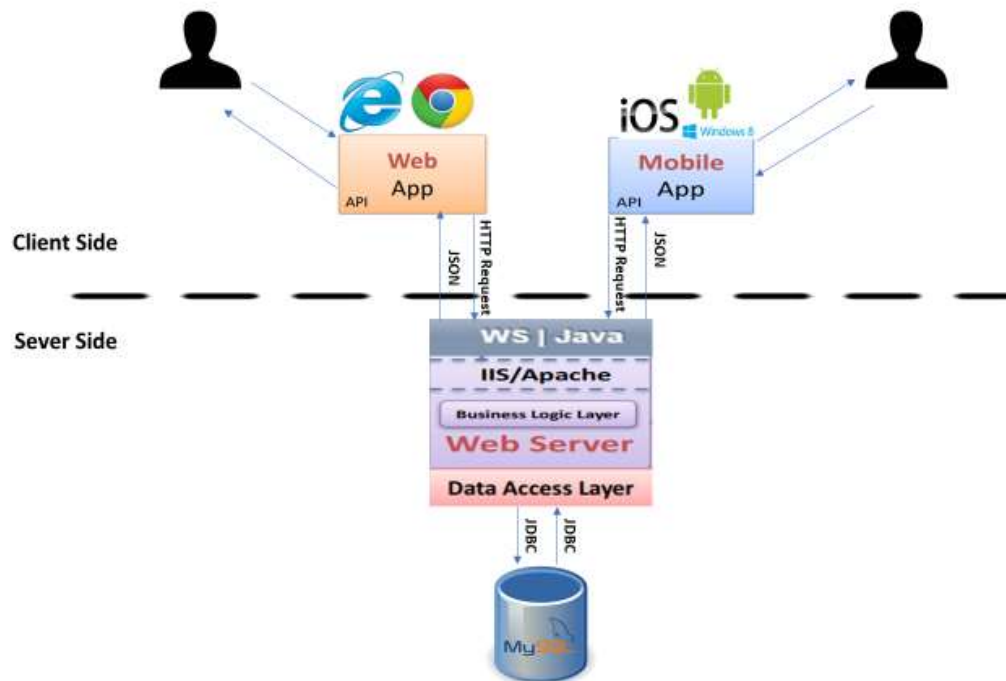 iOS
Windows 8
Web
App
API
Mobile
App
API
Client Side
JSON
HTTP Request
HTTP Request
JSON
Sever Side
WS | Java
IIS/Apache
Business Logic Layer
Web Server
Data Access Layer
JDBC
JDBC
MySQL